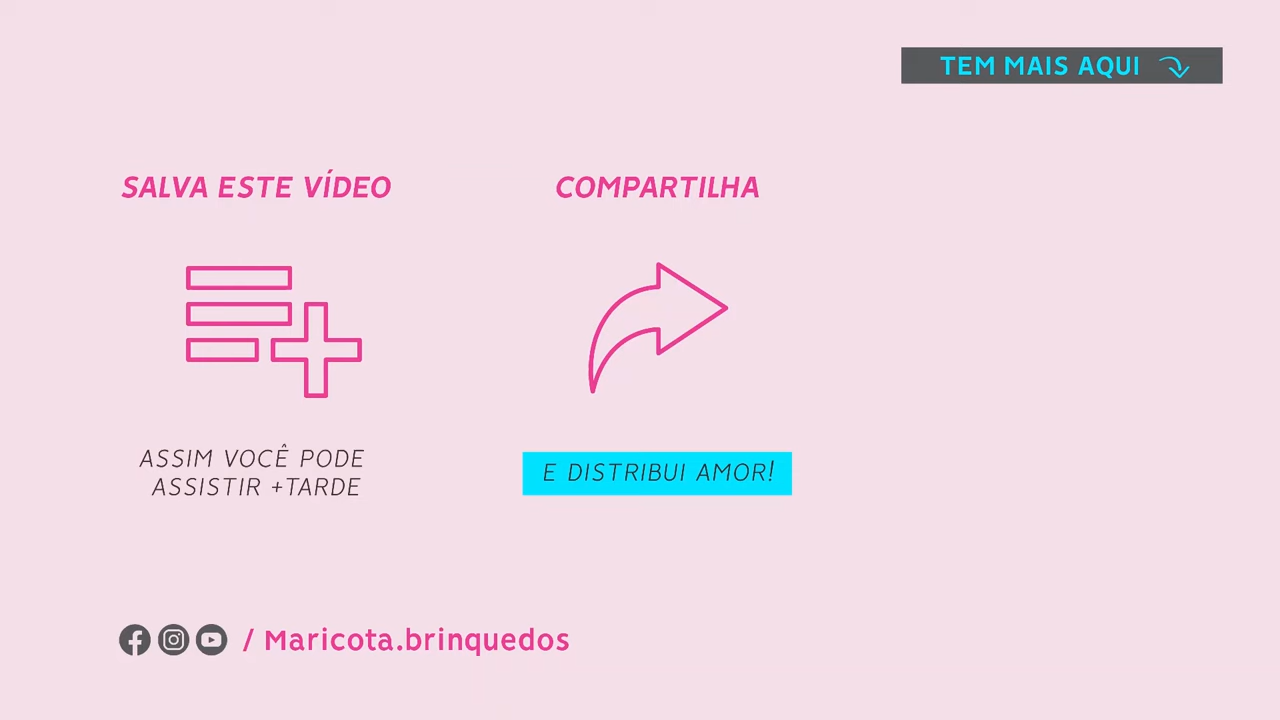 TEM MAIS AQUI
SALVA ESTE VÍDEO
COMPARTILHA
ASSIM VOCÊ PODE
ASSISTIR +TARDE
E DISTRIBUI AMOR!
/ Maricota.brinquedos